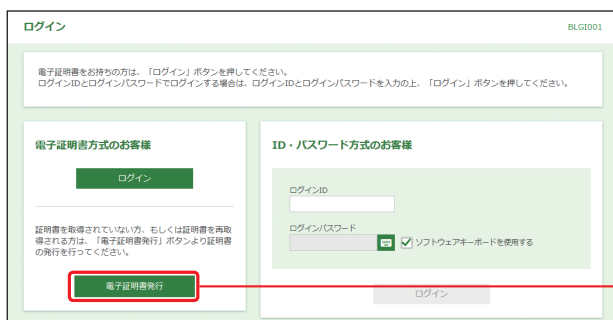 ログイン
BLGI001
電子証明書をお持ちの方は、「ログイン」ボタンを押してください。
ログインIDとログインパスワードでログインする場合は、ログインIDとログインパスワードを入力の上、「ログイン」ボタンを押してください。
電子証明書方式のお客様
ログイン
証明書を取得されていない方、もしくは証明書を再取
得される方は、「電子証明書発行」ボタンより証明書
の発行を行ってください。
電子証明書発行
ID・パスワード方式のお客様
ログインID
ログインパスワード
ソフトウェアキーボードを使用する
ログイン